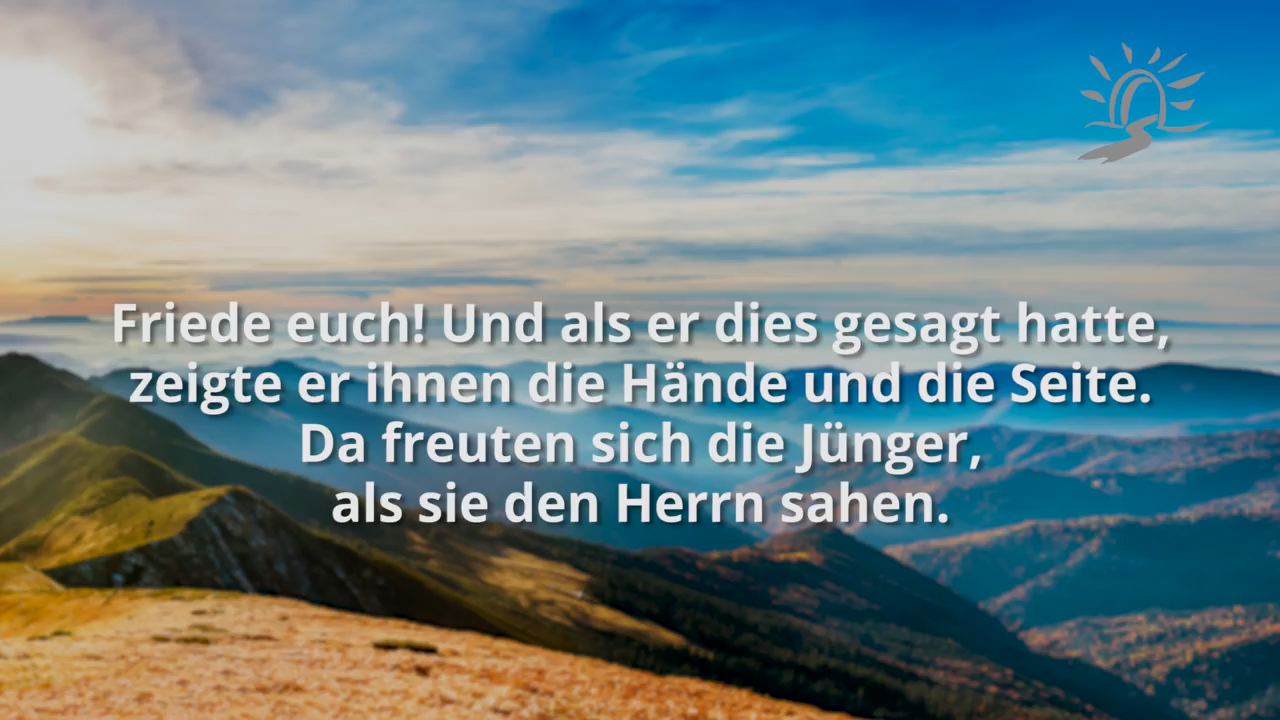 Friede euch! Und als er dies gesagt hatte,
zeigte er ihnen die Hände und die Seite.
Da freuten sich die Jünger,
als sie den Herrn sahen.